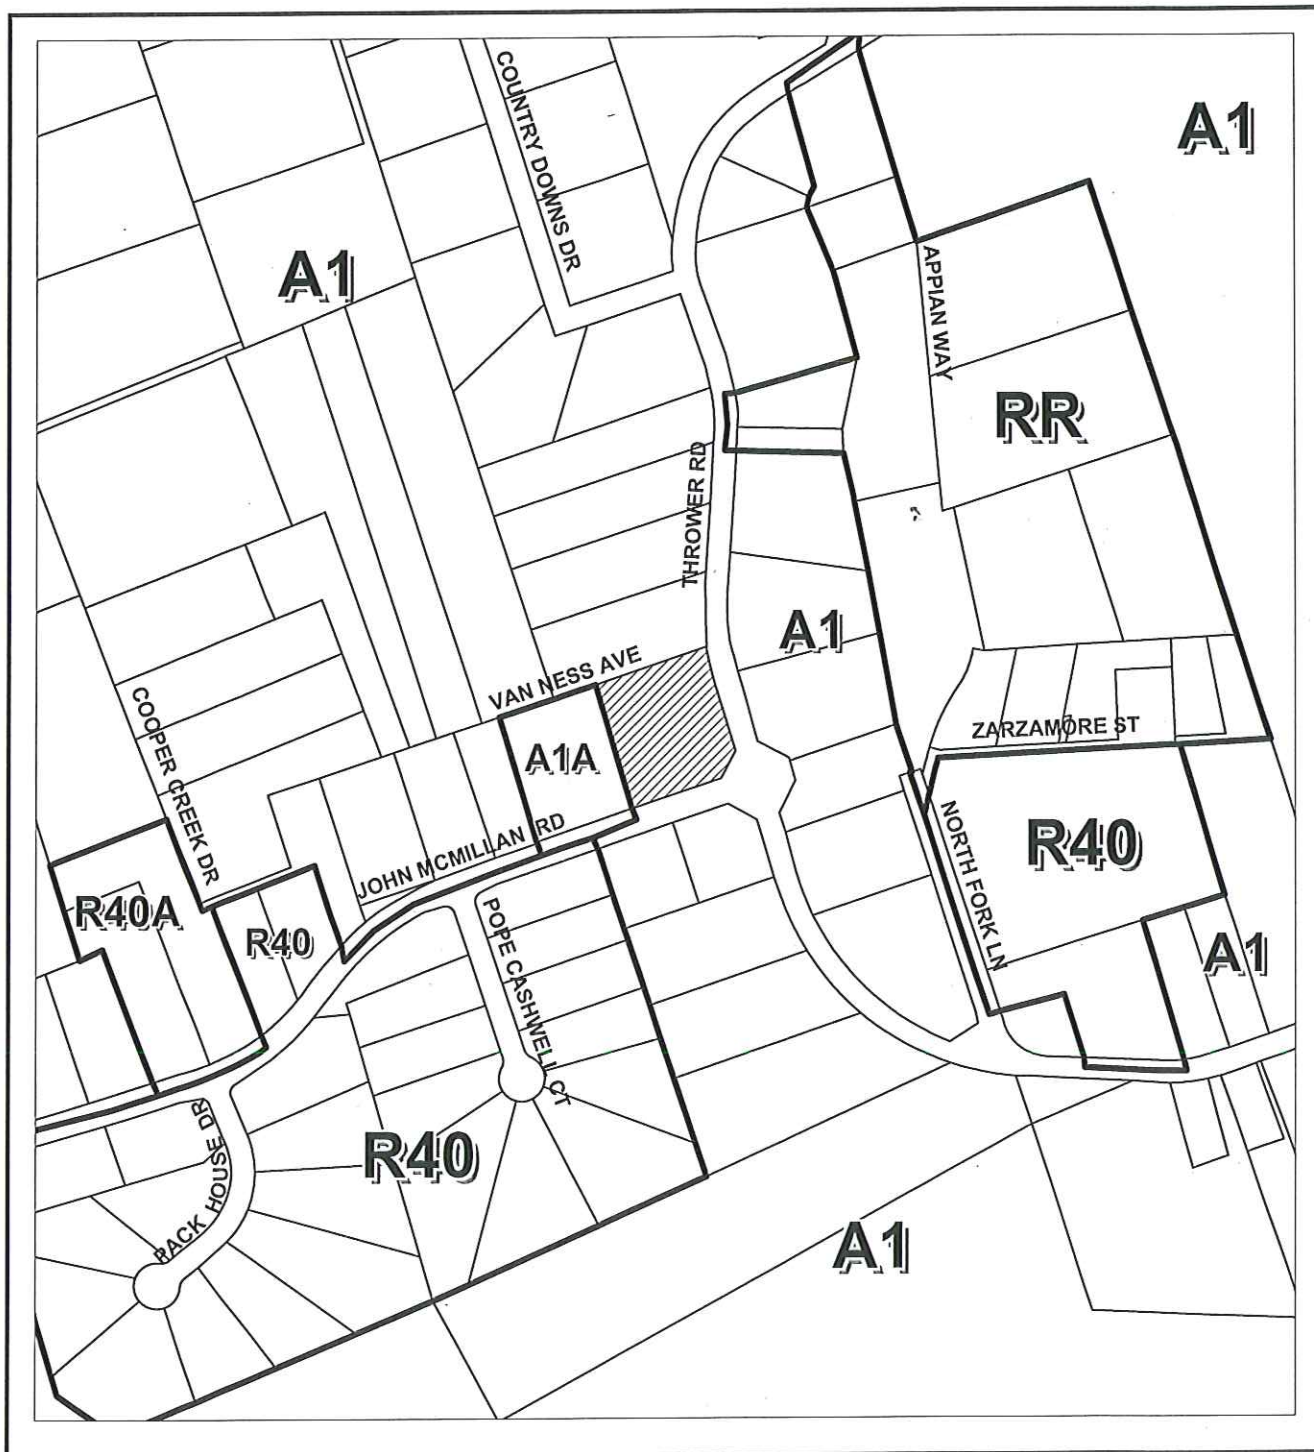 COUNTRY DOWNS DR
A1
A1
APPIAN WAY
RR
THROWER RD
A1
VAN NESS AVE
COOPER CREEK DR
A1A
ZARZAMORE ST
JOHN MCMILLAN RD
NORTH FORK LN
R40
R40A
R40
POPE CASHWELL CT
A1
RACK HOUSE DR
R40
A1